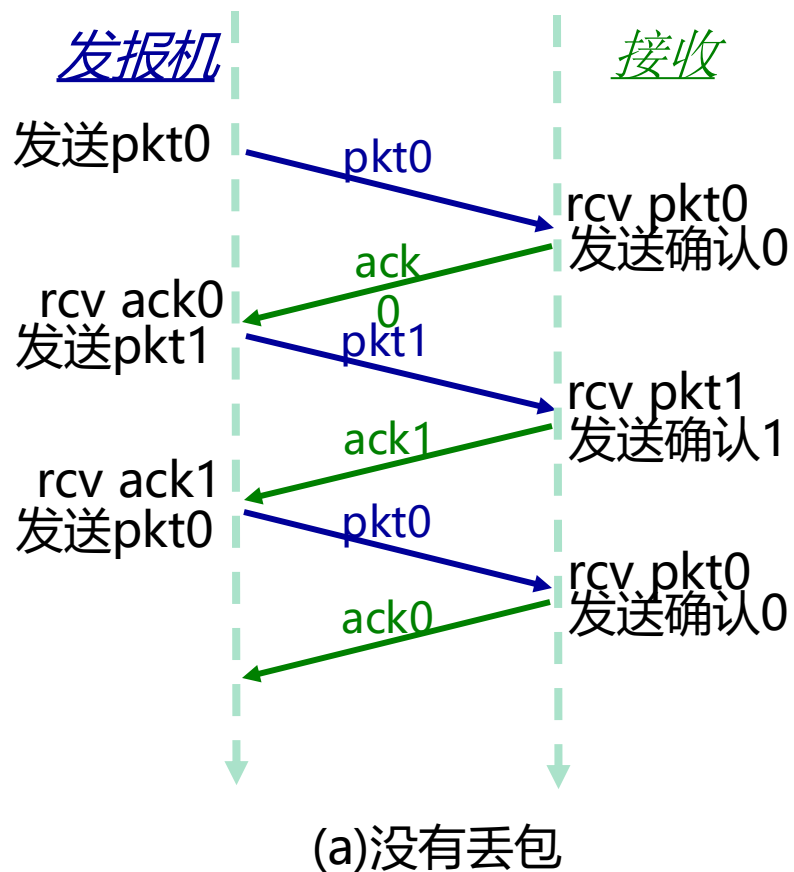 发报机
接收
发送pkt0
pkt0
rcv pkt0
发送确认0
ack
0
rcv ack0
发送pkt1
pkt1
rcv pkt1
发送确认1
ack1
rcv ack1
发送pkt0
pkt0
rcv pkt0
发送确认0
ack0
(a)没有丢包